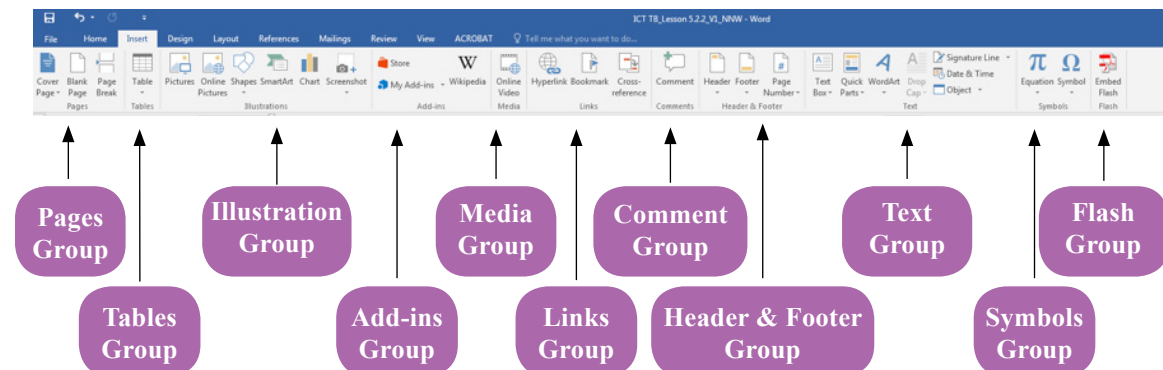 ICT TB_Lesson 5.2.2_V1_NNW - Word
File Home Insert Design Layout References Mailings Review View ACROBAT Tell me what you want to do...
Cover Page
Blank Page
Page Break
Pages
Table
Tables
Pictures
Online Pictures
Shapes
SmartArt
Chart
Screenshot
Illustrations
Store
My Add-ins
W
Wikipedia
Add-ins
Online Video
Media
Hyperlink
Bookmark
Cross-reference
Links
Comment
Comments
Header
Footer
Page Number
Header & Footer
Text Box
Quick Parts
WordArt
Drop Cap
Signature Line
Date & Time
Object
Text
π
Equation
Ω
Symbol
Symbols
Embed Flash
Flash
Pages
Group
Illustration
Group
Media
Group
Comment
Group
Text
Group
Flash
Group
Tables
Group
Add-ins
Group
Links
Group
Header & Footer
Group
Symbols
Group